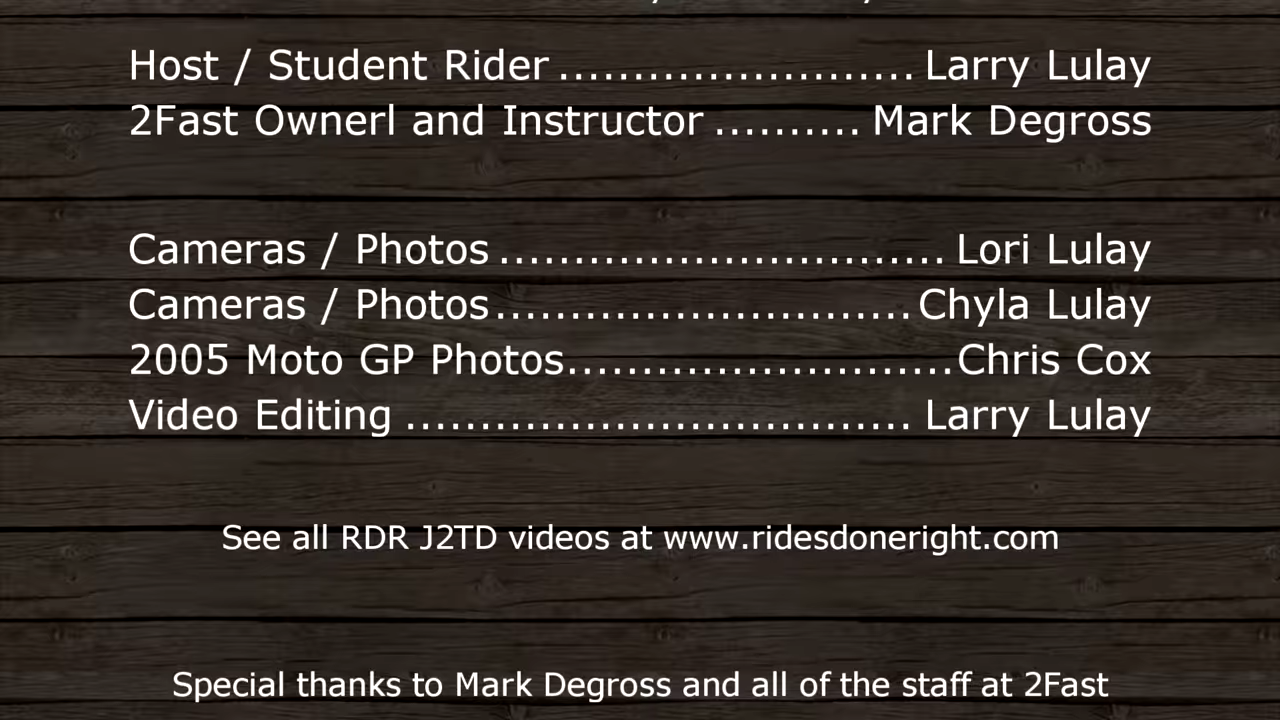 Host / Student Rider ........................ Larry Lulay
2Fast Ownerl and Instructor .......... Mark Degross
Cameras / Photos .............................. Lori Lulay
Cameras / Photos ............................ Chyla Lulay
2005 Moto GP Photos.......................... Chris Cox
Video Editing .................................. Larry Lulay
See all RDR J2TD videos at www.ridesdoneright.com
Special thanks to Mark Degross and all of the staff at 2Fast